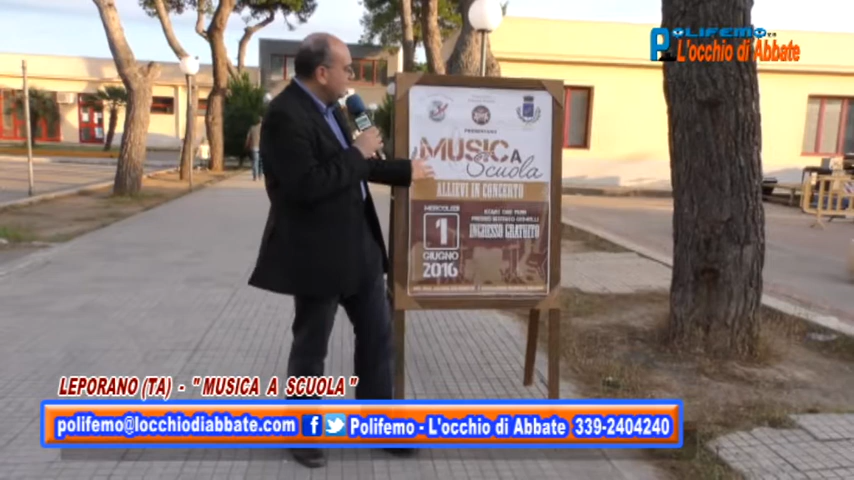 POLIFEMO
L'occhio di Abbate
PRESENTANO
MUSICA
Scuola
ALLIEVI IN CONCERTO
MERCOLEDÌ
1
GIUGNO
2016
INGRESSO GRATUITO
LEPORANO (TA) - " MUSICA A SCUOLA "
polifemo@locchiodiabbate.com Polifemo - L'occhio di Abbate 339-2404240